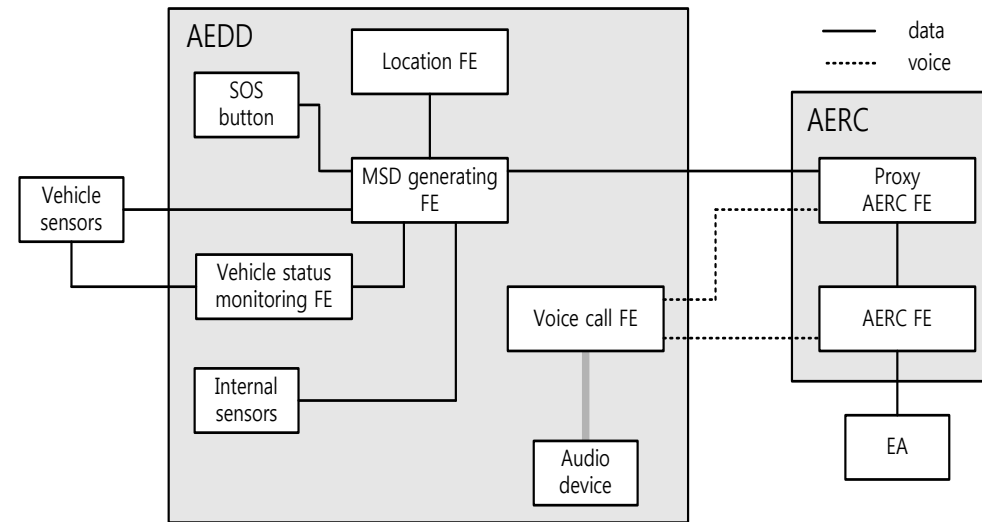 AEDD
Location FE
SOS
button
MSD generating
FE
Vehicle
sensors
Vehicle status
monitoring FE
Internal
sensors
Voice call FE
Audio
device
data
voice
AERC
Proxy
AERC FE
AERC FE
EA